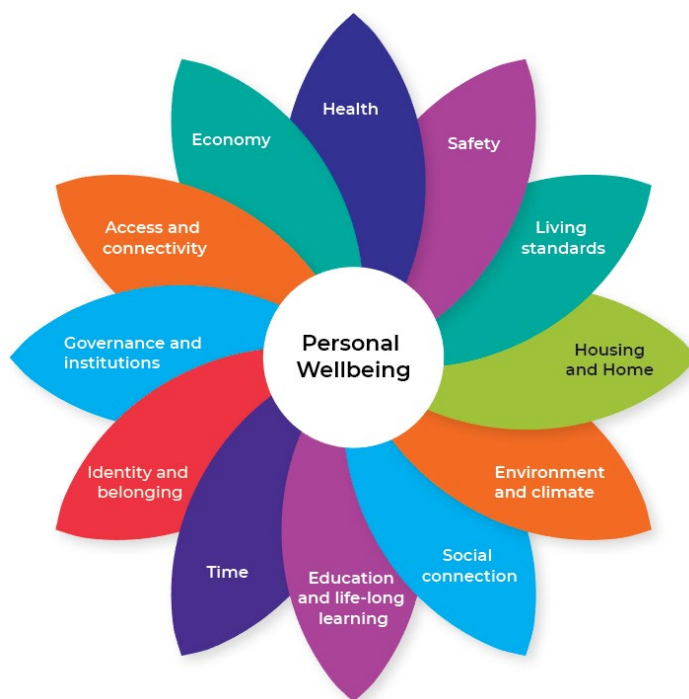 Health
Safety
Living
standards
Housing
and Home
Environment
and climate
Social
connection
Education
and life-long
learning
Time
Identity and
belonging
Governance and
institutions
Access and
connectivity
Economy
Personal
Wellbeing